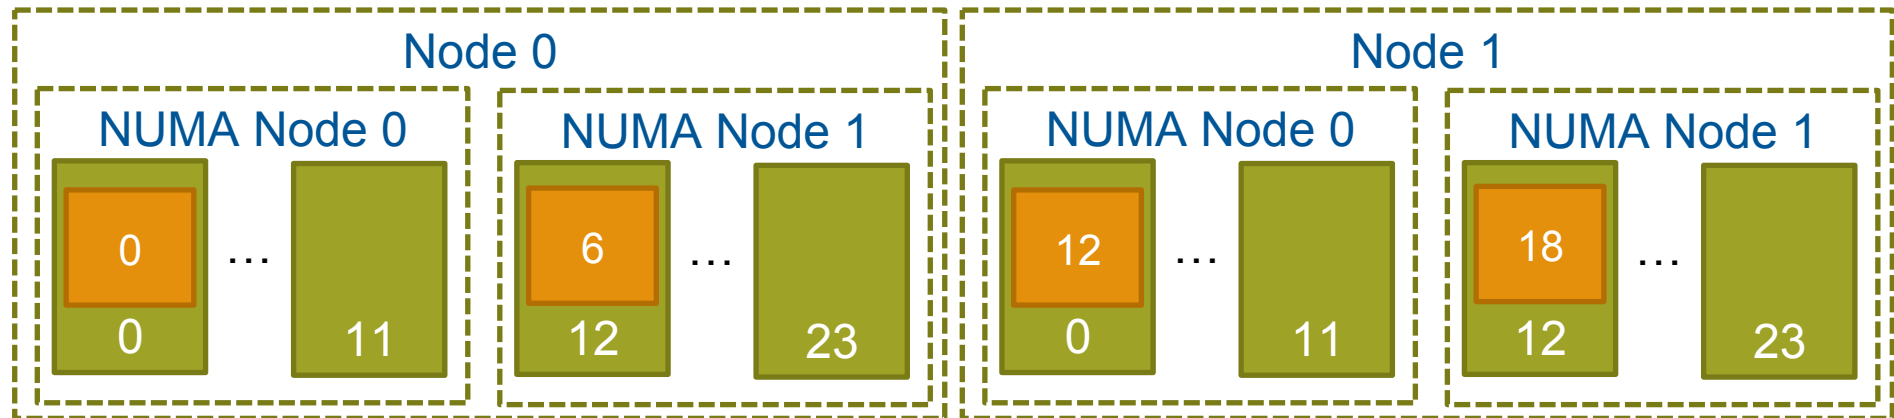 Node 0
Node 1
NUMA Node 0
NUMA Node 1
NUMA Node 0
NUMA Node 1
0 ... 6 ... 12 ... 18 ...
0 11 12 23 0 11 12 23